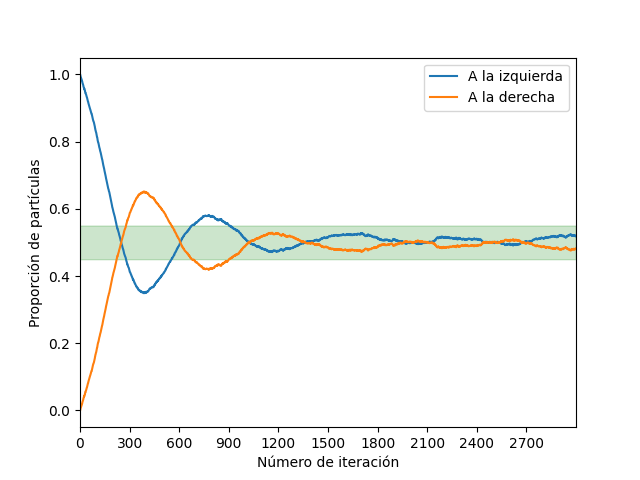 A la izquierda
A la derecha
1.0
0.8
0.6
0.4
0.2
0.0
Proporción de partículas
0 300 600 900 1200 1500 1800 2100 2400 2700
Número de iteración